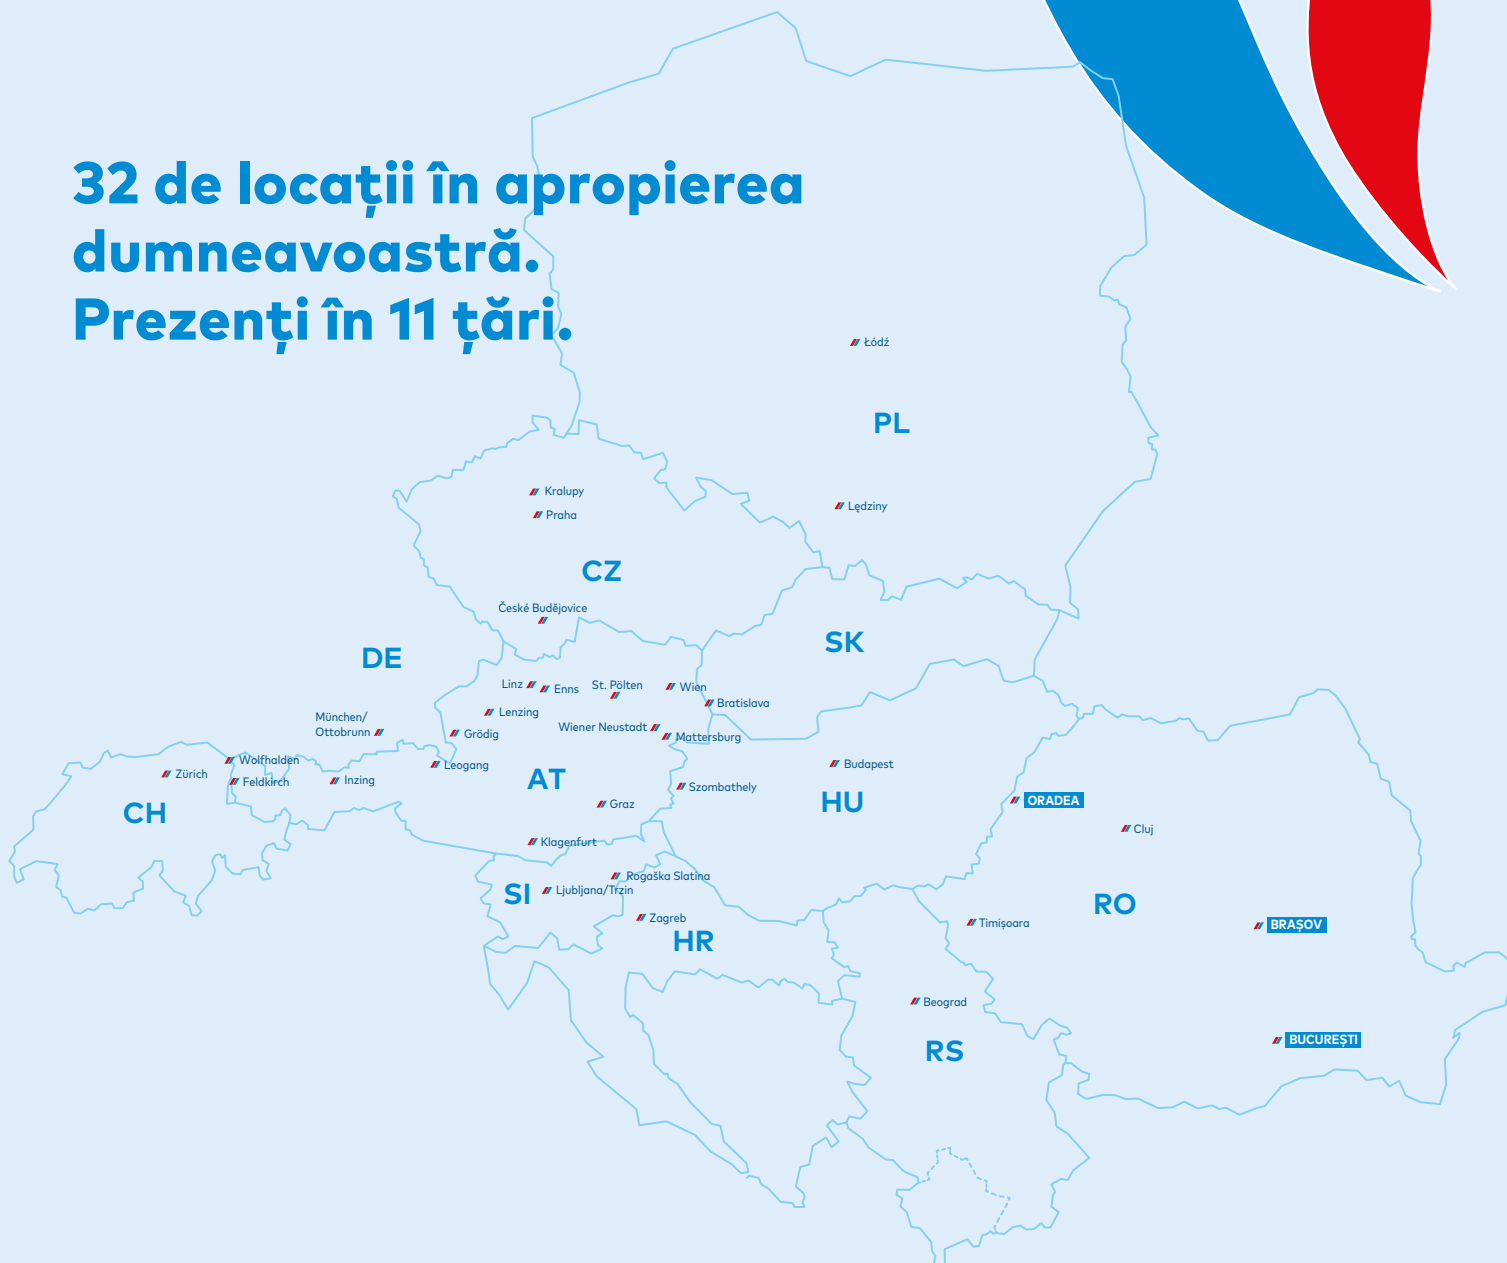 32 de locații în apropierea
dumneavoastră.
Prezenți în 11 țări.
Łódź
PL
Kralupy
Lędziny
Praha
CZ
České Budějovice
SK
DE
Linz
Enns
St. Pölten
Wien
Bratislava
Lenzing
München/
Ottobrunn
Grödig
Wiener Neustadt
Mattersburg
Wolfhalden
Leogang
Budapest
Zürich
Feldkirch
Inzing
AT
Szombathely
CH
Graz
HU
ORADEA
Cluj
Klagenfurt
Rogaška Slatina
SI
Ljubljana/Trzin
RO
Zagreb
Timișoara
BRAȘOV
HR
Beograd
BUCUREȘTI
RS